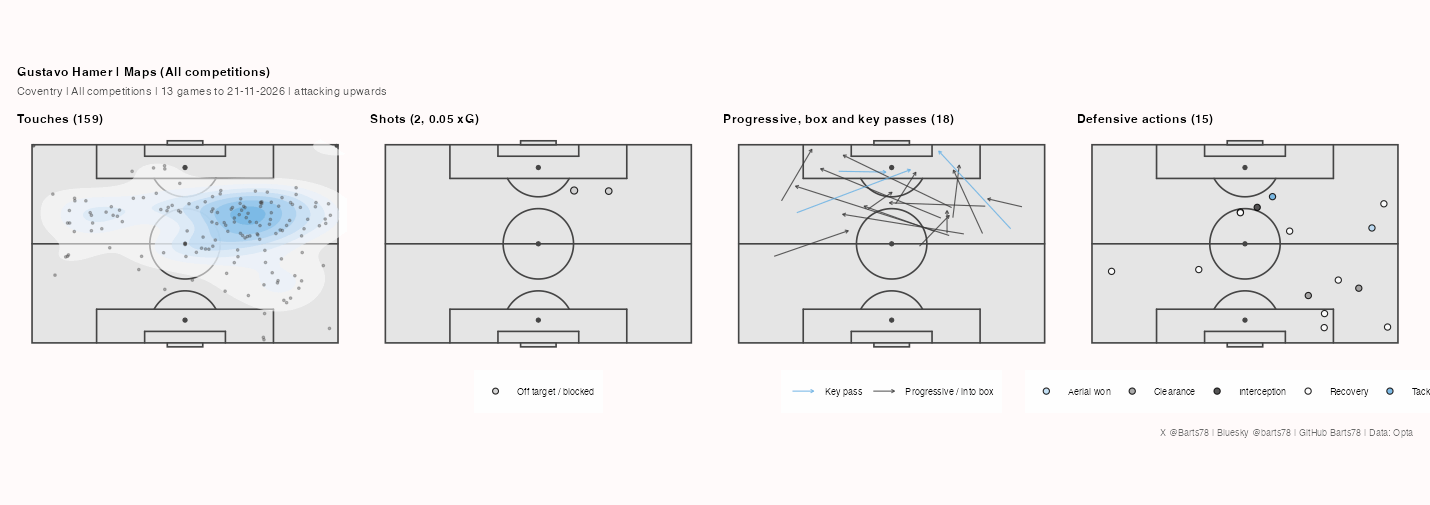 Gustavo Hamer | Maps (All competitions)
Coventry | All competitions | 13 games to 21-11-2026 | attacking upwards
Touches (159)
Shots (2, 0.05 xG)
Progressive, box and key passes (18)
Defensive actions (15)
Off target / blocked
Key pass
Progressive / into box
Aerial won
Clearance
Interception
Recovery
Tack
X @Barts78 | Bluesky @barts78 | GitHub Barts78 | Data: Opta